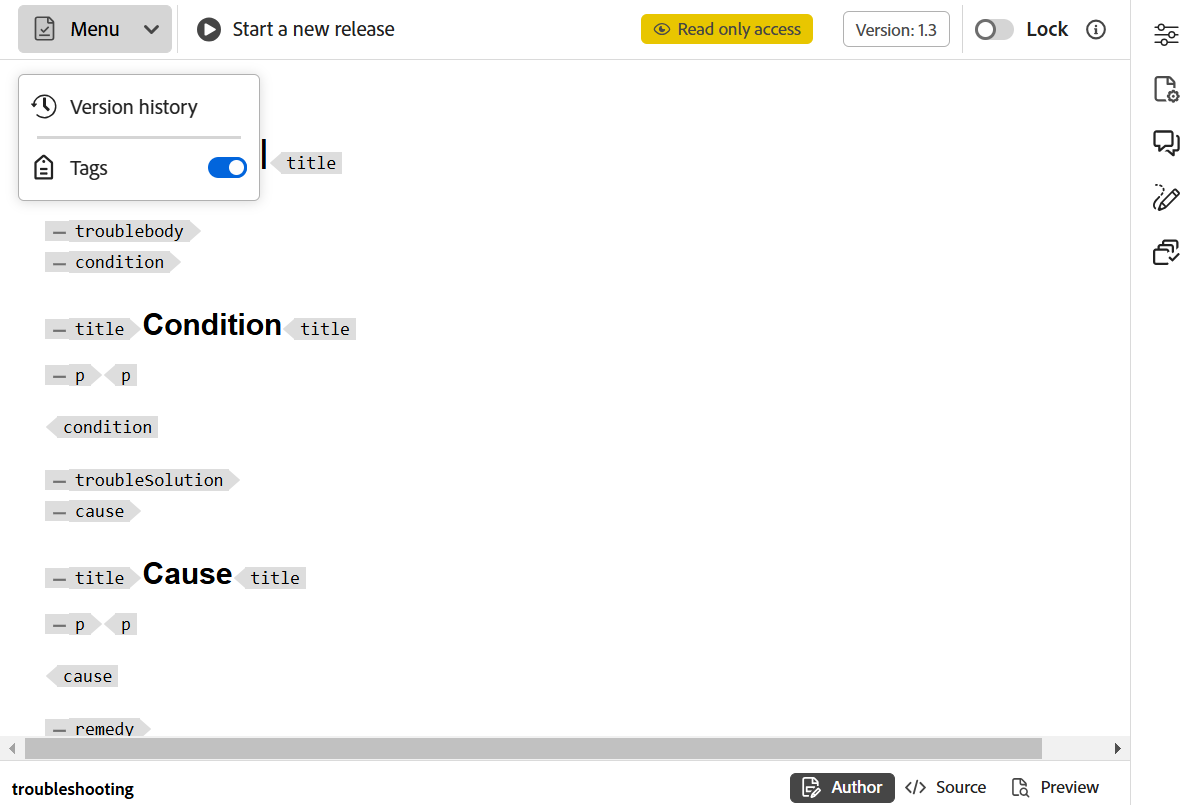 Menu Start a new release Read only access Version: 1.3 Lock
Version history
Tags
title
troublebody
condition
title Condition title
p p
condition
troubleSolution
cause
title Cause title
p p
cause
remedy
troubleshooting Author Source Preview